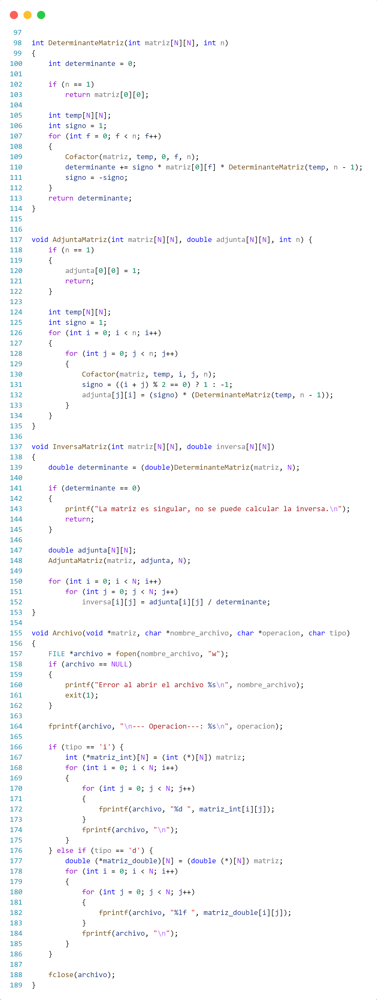 97
98 int DeterminanteMatriz(int matriz[N][N], int n)
99 {
100     int determinante = 0;
101
102     if (n == 1)
103         return matriz[0][0];
104
105     int temp[N][N];
106     int signo = 1;
107     for (int f = 0; f < n; f++)
108     {
109         Cofactor(matriz, temp, 0, f, n);
110         determinante += signo * matriz[0][f] * DeterminanteMatriz(temp, n - 1);
111         signo = -signo;
112     }
113     return determinante;
114 }
115
116
117 void AdjuntaMatriz(int matriz[N][N], double adjunta[N][N], int n) {
118     if (n == 1)
119     {
120         adjunta[0][0] = 1;
121         return;
122     }
123
124     int temp[N][N];
125     int signo = 1;
126     for (int i = 0; i < n; i++)
127     {
128         for (int j = 0; j < n; j++)
129         {
130             Cofactor(matriz, temp, i, j, n);
131             signo = ((i + j) % 2 == 0) ? 1 : -1;
132             adjunta[j][i] = (signo) * (DeterminanteMatriz(temp, n - 1));
133         }
134     }
135 }
136
137 void InversaMatriz(int matriz[N][N], double inversa[N][N])
138 {
139     double determinante = (double)DeterminanteMatriz(matriz, N);
140
141     if (determinante == 0)
142     {
143         printf("La matriz es singular, no se puede calcular la inversa.\n");
144         return;
145     }
146
147     double adjunta[N][N];
148     AdjuntaMatriz(matriz, adjunta, N);
149
150     for (int i = 0; i < N; i++)
151         for (int j = 0; j < N; j++)
152             inversa[i][j] = adjunta[i][j] / determinante;
153 }
154
155 void Archivo(void *matriz, char *nombre_archivo, char *operacion, char tipo)
156 {
157     FILE *archivo = fopen(nombre_archivo, "w");
158     if (archivo == NULL)
159     {
160         printf("Error al abrir el archivo %s\n", nombre_archivo);
161         exit(1);
162     }
163
164     fprintf(archivo, "\n--- Operacion---: %s\n", operacion);
165
166     if (tipo == 'i') {
167         int (*matriz_int)[N] = (int (*)[N]) matriz;
168         for (int i = 0; i < N; i++)
169         {
170             for (int j = 0; j < N; j++)
171             {
172                 fprintf(archivo, "%d ", matriz_int[i][j]);
173             }
174             fprintf(archivo, "\n");
175         }
176     } else if (tipo == 'd') {
177         double (*matriz_double)[N] = (double (*)[N]) matriz;
178         for (int i = 0; i < N; i++)
179         {
180             for (int j = 0; j < N; j++)
181             {
182                 fprintf(archivo, "%lf ", matriz_double[i][j]);
183             }
184             fprintf(archivo, "\n");
185         }
186     }
187
188     fclose(archivo);
189 }